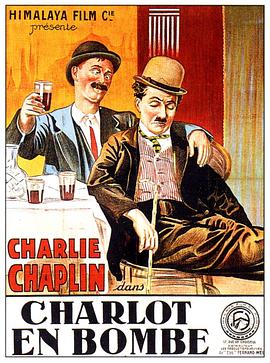 HIMALAYA FILM Cie
présente
CHARLIE
CHAPLIN
dans
CHARLOT
EN BOMBE